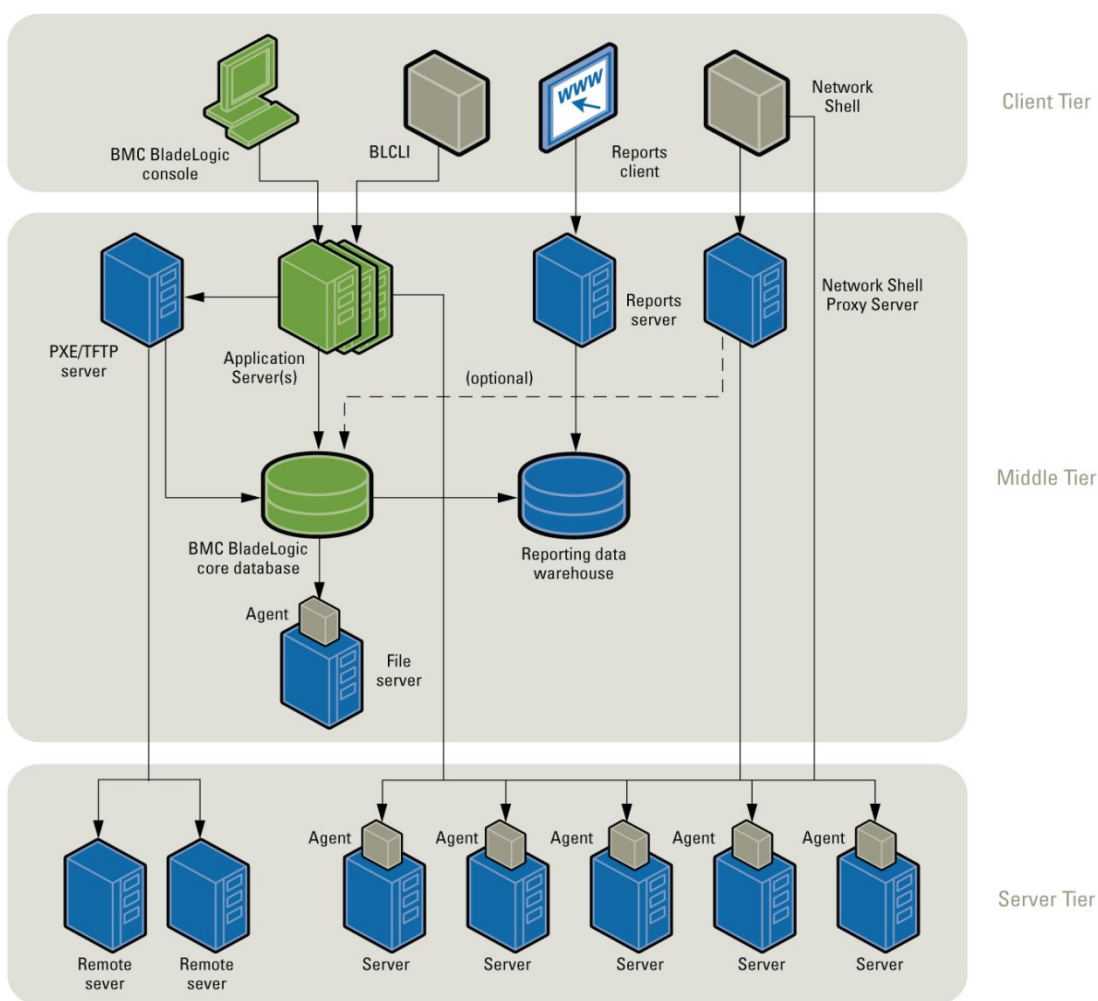 WWW
Network
Shell
Client Tier
BMC BladeLogic
console
BLCLI
Reports
client
PXE/TFTP
server
Application
Server(s)
Reports
server
Network Shell
Proxy Server
(optional)
Middle Tier
BMC BladeLogic
core database
Reporting data
warehouse
Agent
File
server
Agent
Agent
Agent
Agent
Agent
Server Tier
Remote
sever
Remote
sever
Server
Server
Server
Server
Server